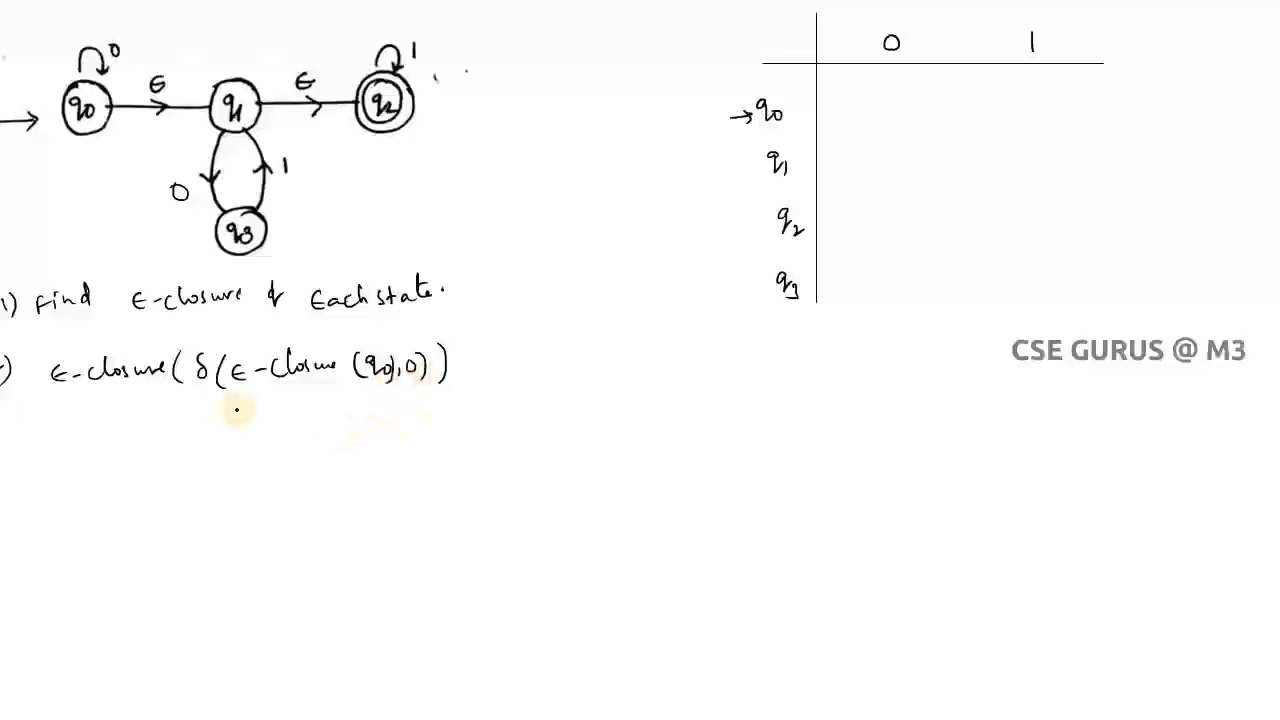 0
1
ϵ
ϵ
q0
q1
q2
0
1
q3
1) Find ϵ-closure of Each state.
) ϵ-closure( δ(ϵ-closure (q0),0) )
0 1
→q0
q1
q2
q3
CSE GURUS @ M3